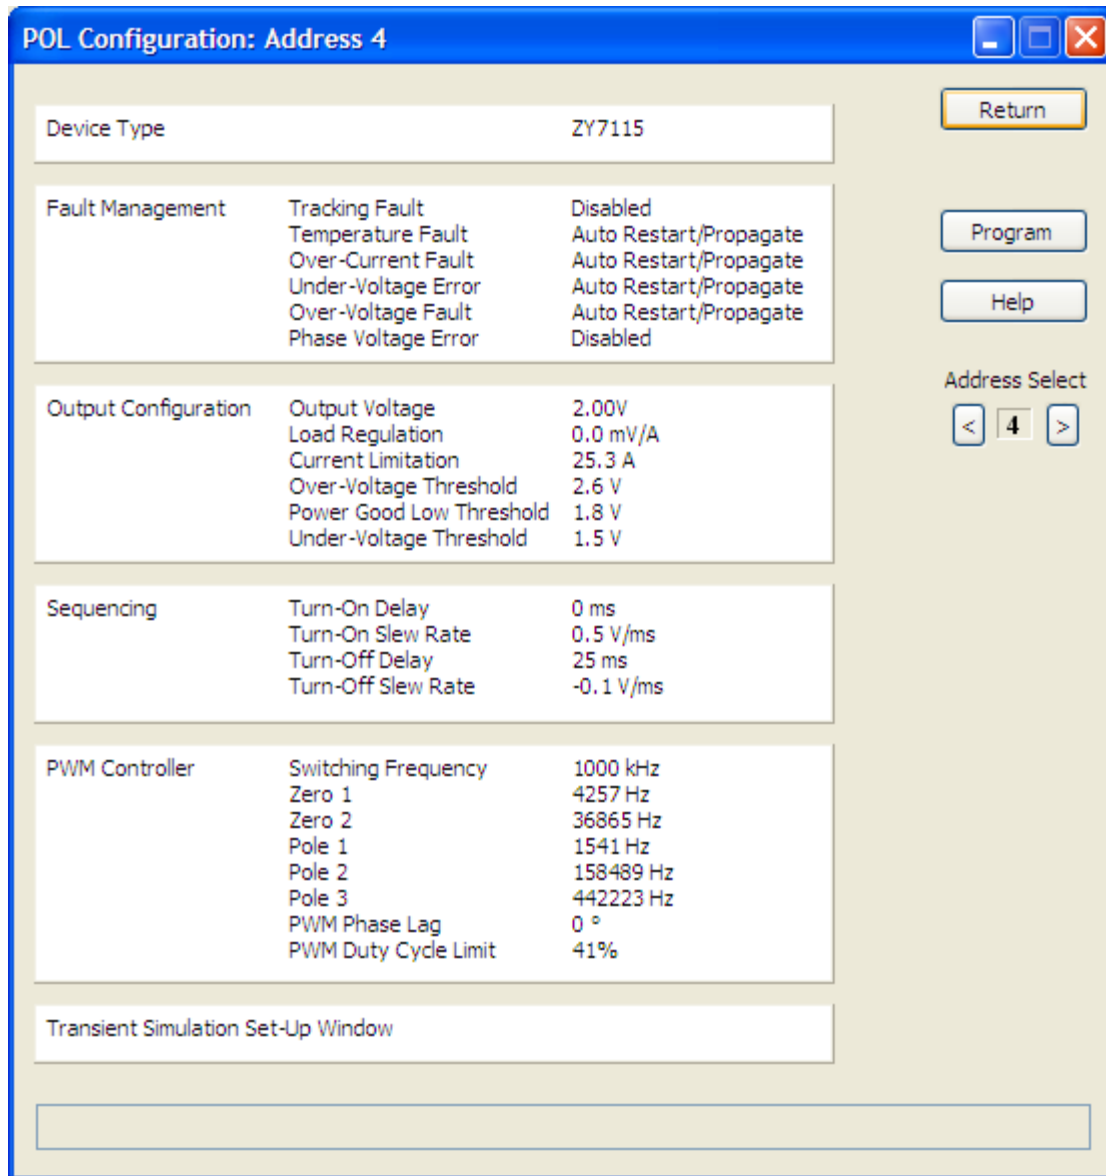 POL Configuration: Address 4
Return
Device Type ZY7115
Program
Help
Address Select
< 4 >
Fault Management Tracking Fault Disabled
Temperature Fault Auto Restart/Propagate
Over-Current Fault Auto Restart/Propagate
Under-Voltage Error Auto Restart/Propagate
Over-Voltage Fault Auto Restart/Propagate
Phase Voltage Error Disabled
Output Configuration Output Voltage 2.00V
Load Regulation 0.0 mV/A
Current Limitation 25.3 A
Over-Voltage Threshold 2.6 V
Power Good Low Threshold 1.8 V
Under-Voltage Threshold 1.5 V
Sequencing Turn-On Delay 0 ms
Turn-On Slew Rate 0.5 V/ms
Turn-Off Delay 25 ms
Turn-Off Slew Rate -0.1 V/ms
PWM Controller Switching Frequency 1000 kHz
Zero 1 4257 Hz
Zero 2 36865 Hz
Pole 1 1541 Hz
Pole 2 158489 Hz
Pole 3 442223 Hz
PWM Phase Lag 0 °
PWM Duty Cycle Limit 41%
Transient Simulation Set-Up Window